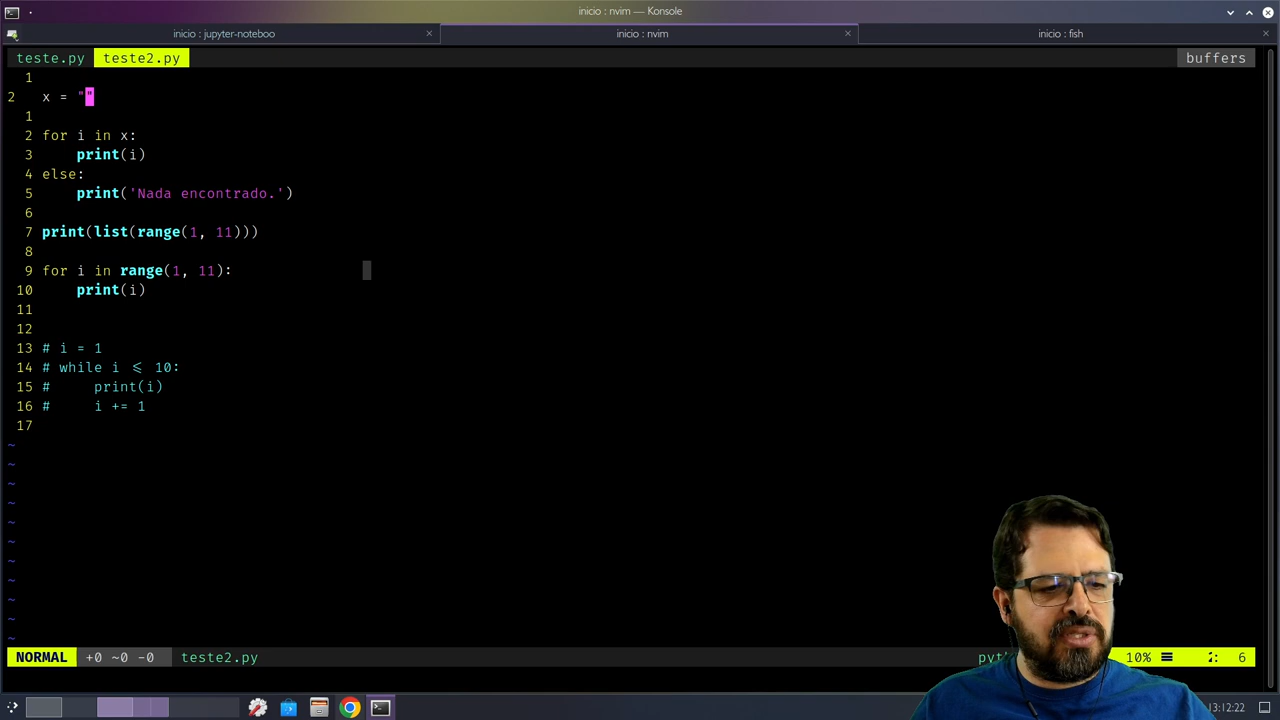 inicio : nvim — Konsole
inicio : jupyter-noteboo
inicio : nvim
inicio : fish
teste.py teste2.py buffers
1
2 x = ""
1
2 for i in x:
3 print(i)
4 else:
5 print('Nada encontrado.')
6
7 print(list(range(1, 11)))
8
9 for i in range(1, 11):
10 print(i)
11
12
13 # i = 1
14 # while i <= 10:
15 # print(i)
16 # i += 1
17
~
~
~
~
~
~
~
~
~
~
~
NORMAL +0 ~0 -0 teste2.py 10% 2: 6
13:12:22